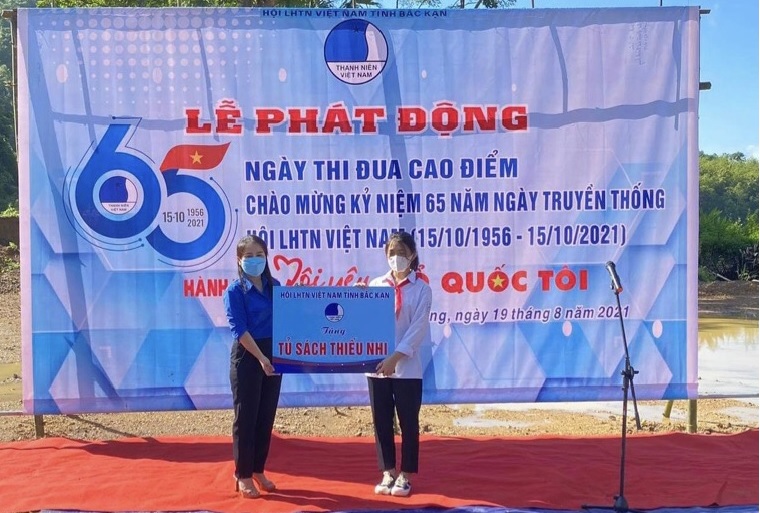 HỘI LHTN VIỆT NAM TỈNH BẮC KẠN
THANH NIÊN
VIỆT NAM
LỄ PHÁT ĐỘNG
65
THANH NIÊN
VIỆT NAM
15-10
1956
2021
NGÀY THI ĐUA CAO ĐIỂM
CHÀO MỪNG KỶ NIỆM 65 NĂM NGÀY TRUYỀN THỐNG
HỘI LHTN VIỆT NAM (15/10/1956 - 15/10/2021)
HÀNH QUỐC TÔI
ngày 19 tháng 8/2021
HỘI LHTN VIỆT NAM TỈNH BẮC KẠN
Tặng
TỦ SÁCH THIẾU NHI